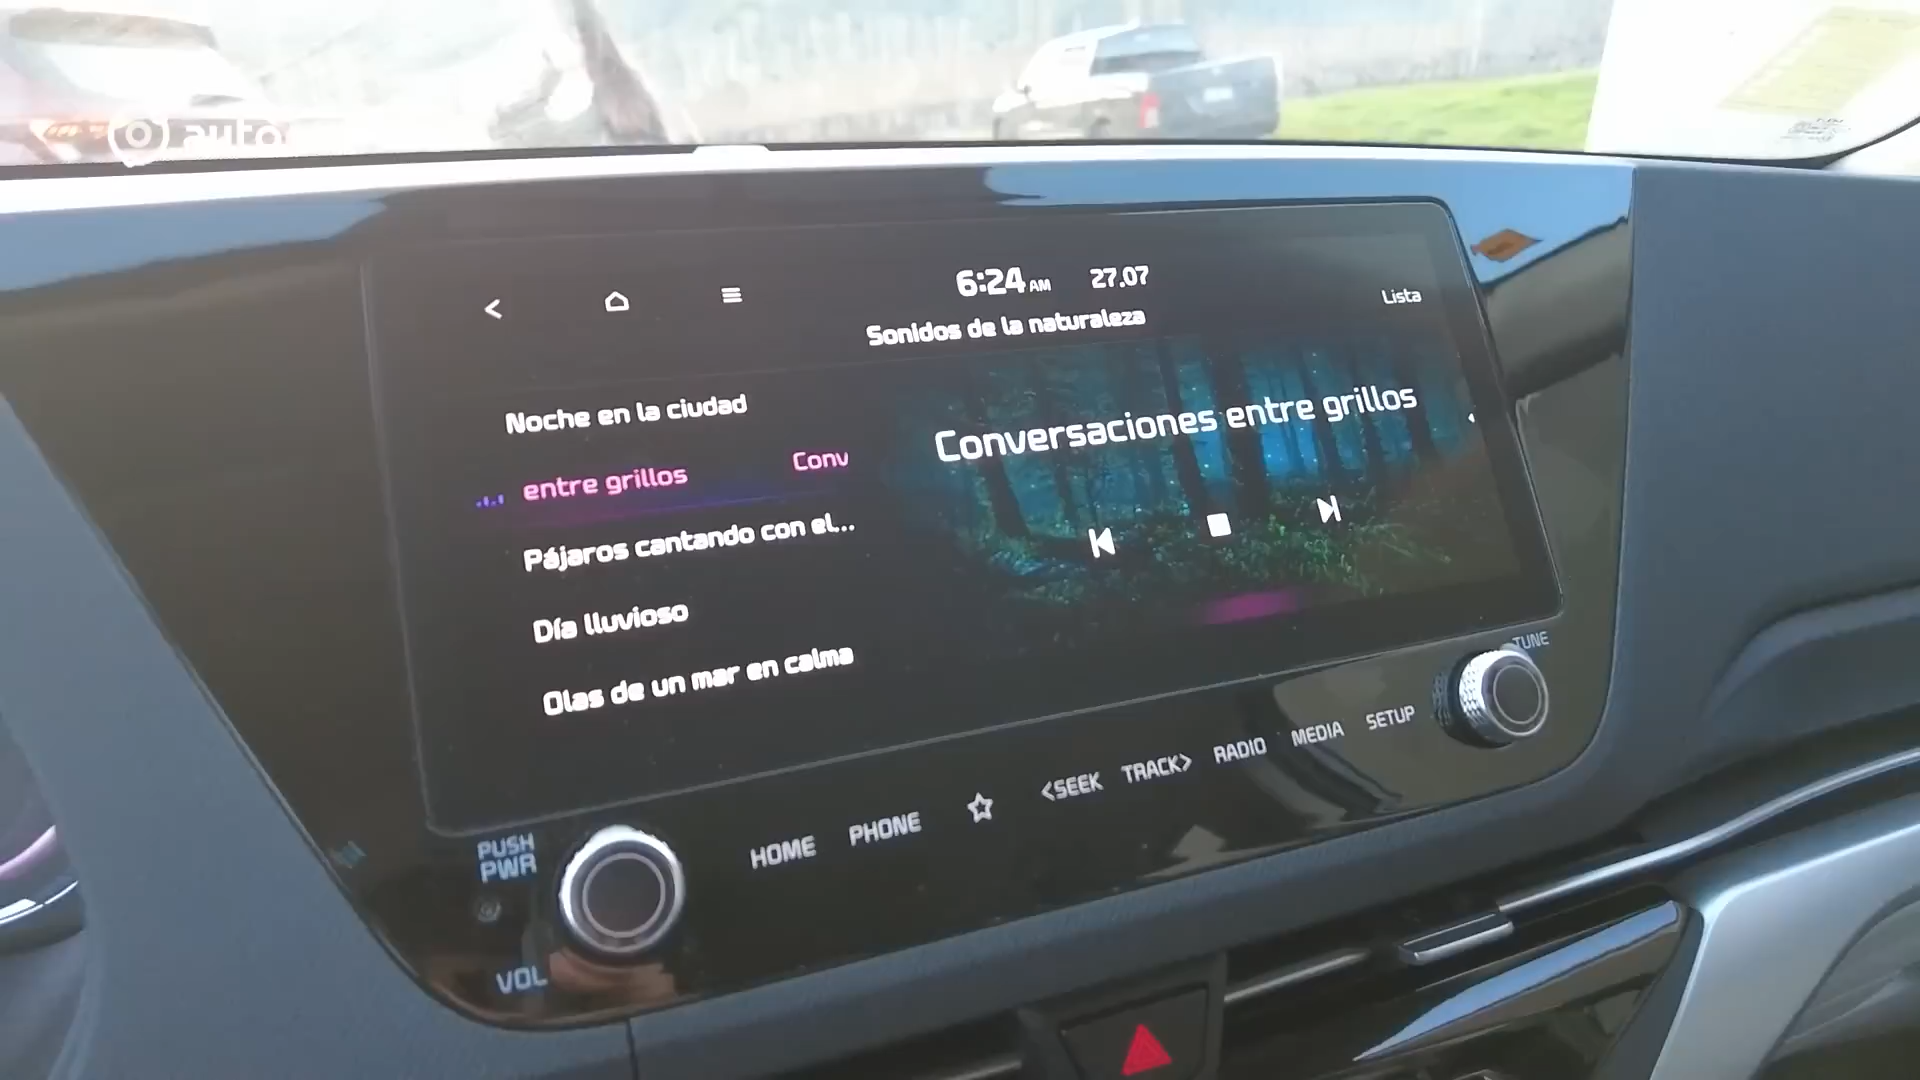 6:24 AM 27.07
Lista
Sonidos de la naturaleza
Noche en la ciudad
entre grillos Conv
Pájaros cantando con el...
Día lluvioso
Olas de un mar en calma
Conversaciones entre grillos
TUNE
PUSH
PWR
VOL
HOME PHONE <SEEK TRACK> RADIO MEDIA SETUP